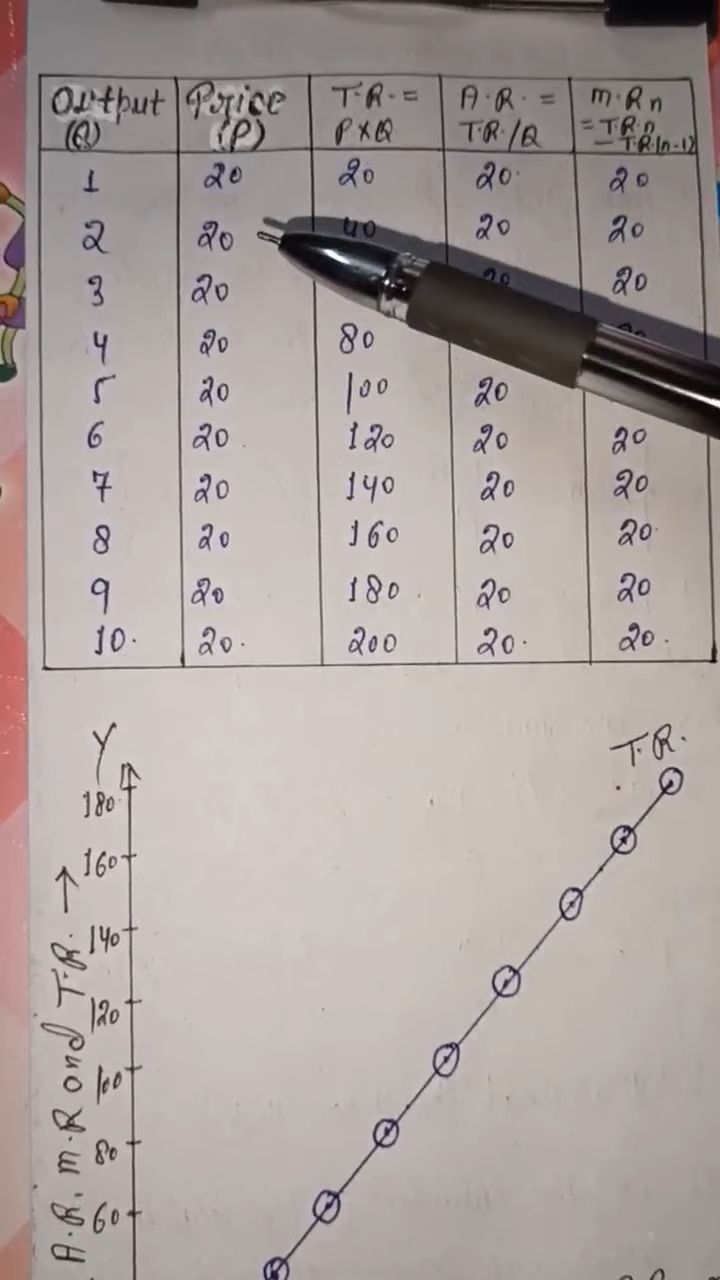 Output (Q) Price (P) T.R. = P×Q A.R. = T.R./Q M.Rn = T.R.n - T.R.(n-1)
1 20 20 20. 20
2 20 40 20 20
3 20 20 20
4 20 80
5 20 100 20
6 20. 120 20 20
7 20 140 20 20
8 20 160 20 20.
9 20 180. 20 20
10. 20. 200 20. 20.
Y
T.R.
180
160
140
120
100
80
60
A.R. M.R and T.R. →